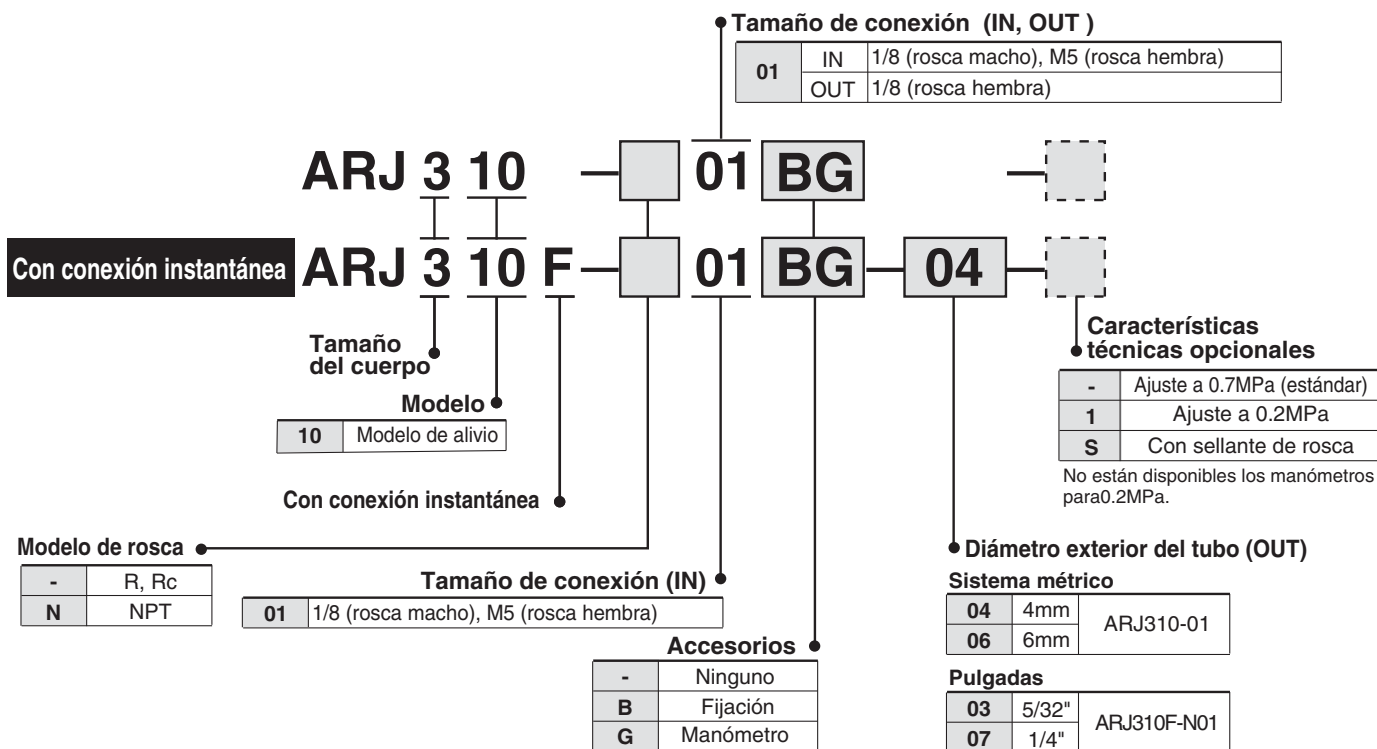 Tamaño de conexión (IN, OUT )
01 IN 1/8 (rosca macho), M5 (rosca hembra)
OUT 1/8 (rosca hembra)
ARJ 3 10 — 01 BG —
Con conexión instantánea ARJ 3 10 F — 01 BG — 04 —
Tamaño
del cuerpo
Modelo
10 Modelo de alivio
Con conexión instantánea
Características
técnicas opcionales
- Ajuste a 0.7MPa (estándar)
1 Ajuste a 0.2MPa
S Con sellante de rosca
No están disponibles los manómetros
para0.2MPa.
Modelo de rosca
- R, Rc
N NPT
Tamaño de conexión (IN)
01 1/8 (rosca macho), M5 (rosca hembra)
Accesorios
- Ninguno
B Fijación
G Manómetro
Diámetro exterior del tubo (OUT)
Sistema métrico
04 4mm ARJ310-01
06 6mm
Pulgadas
03 5/32" ARJ310F-N01
07 1/4"